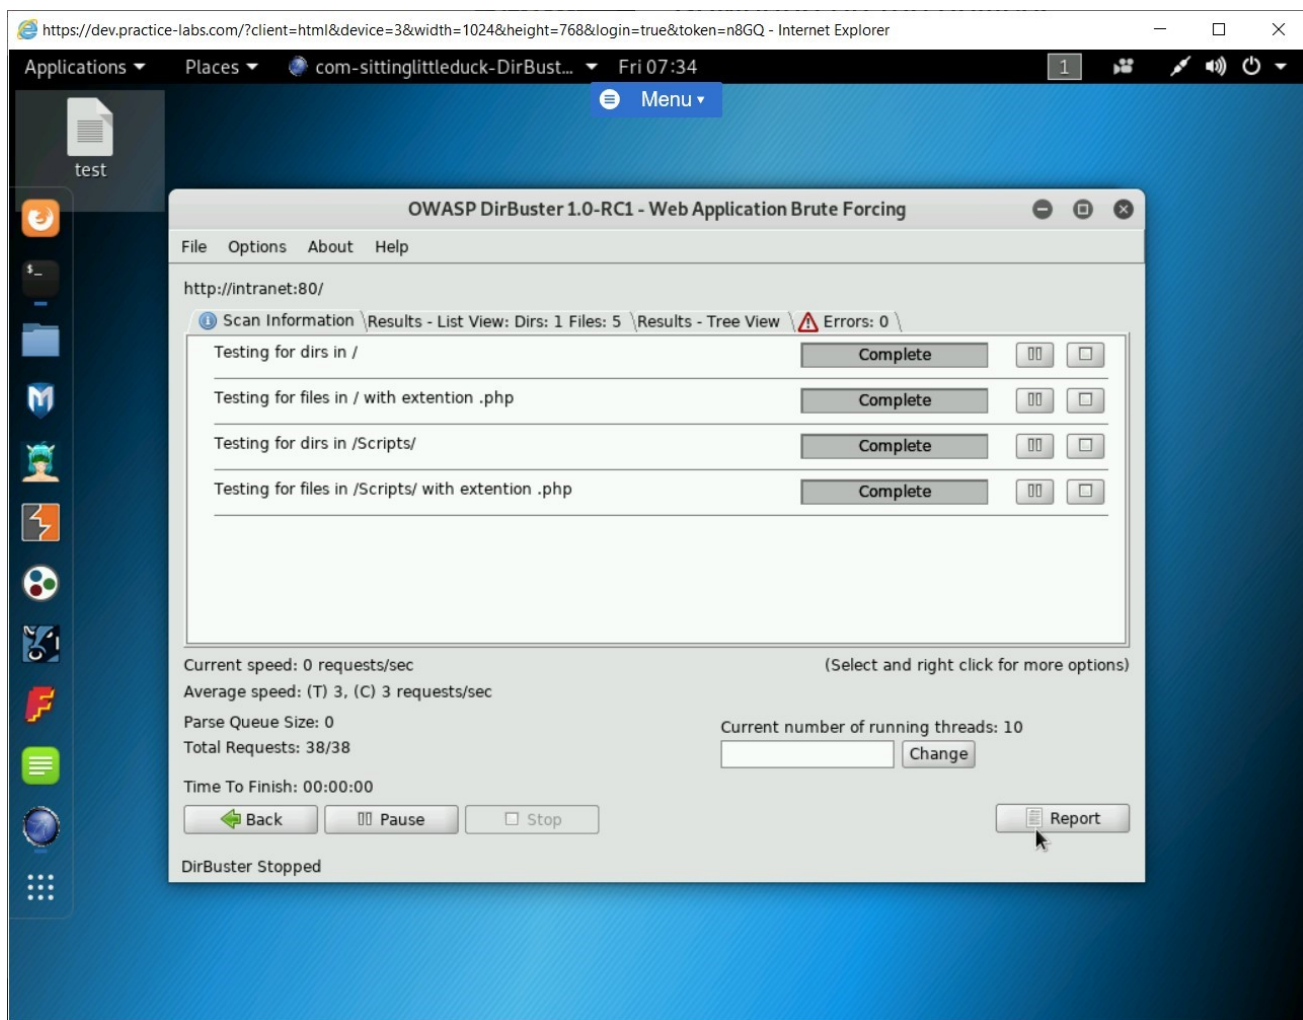 https://dev.practice-labs.com/?client=html&device=3&width=1024&height=768&login=true&token=n8GQ - Internet Explorer
Applications Places com-sittinglittleduck-DirBust... Fri 07:34 1
Menu
test
$_
OWASP DirBuster 1.0-RC1 - Web Application Brute Forcing
File Options About Help
http://intranet:80/
Scan Information Results - List View: Dirs: 1 Files: 5 Results - Tree View Errors: 0
Testing for dirs in / Complete
Testing for files in / with extention .php Complete
Testing for dirs in /Scripts/ Complete
Testing for files in /Scripts/ with extention .php Complete
Current speed: 0 requests/sec (Select and right click for more options)
Average speed: (T) 3, (C) 3 requests/sec
Parse Queue Size: 0
Current number of running threads: 10
Total Requests: 38/38
Change
Time To Finish: 00:00:00
Back Pause Stop Report
DirBuster Stopped